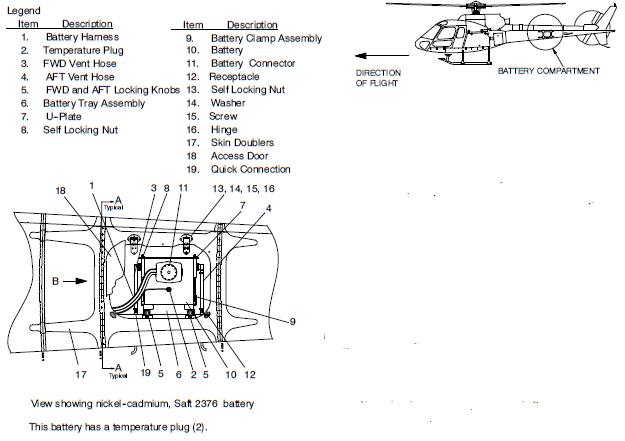 Legend
Item Description
1. Battery Harness
2. Temperature Plug
3. FWD Vent Hose
4. AFT Vent Hose
5. FWD and AFT Locking Knobs
6. Battery Tray Assembly
7. U-Plate
8. Self Locking Nut
Item Description
9. Battery Clamp Assembly
10. Battery
11. Battery Connector
12. Receptacle
13. Self Locking Nut
14. Washer
15. Screw
16. Hinge
17. Skin Doublers
18 Access Door
19. Quick Connection
DIRECTION
OF FLIGHT
BATTERY COMPARTMENT
18 1 A 3 8 11 13, 14, 15, 16
Typical
7
4
B
9
A
Typical
17 19 5 6 2 5 10 12
View showing nickel-cadmium, Saft 2376 battery
This battery has a temperature plug (2).